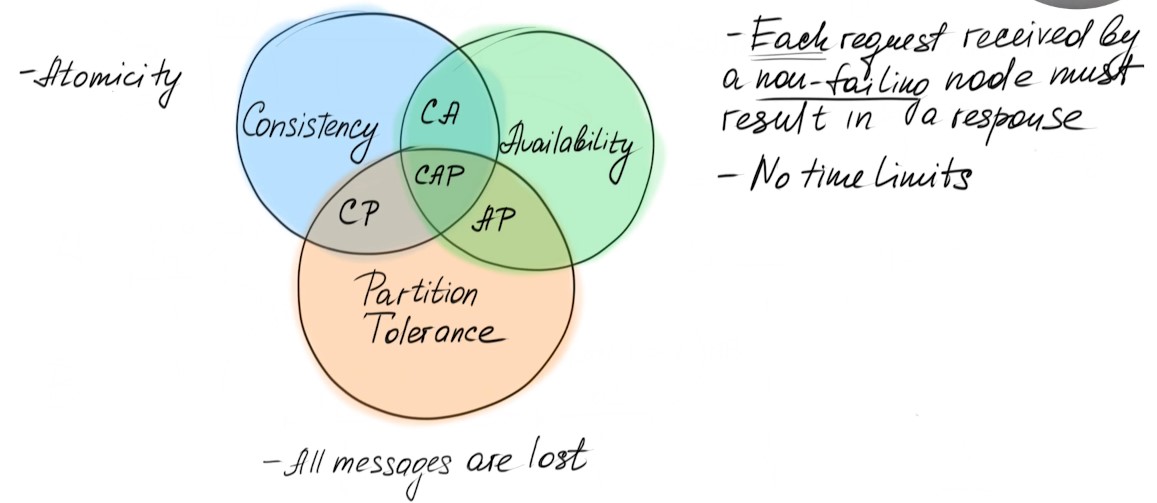 - Each request received by
a non-failing node must
result in a response
- No time limits
- Atomicity
Consistency
CA
Availability
CAP
CP
AP
Partition
Tolerance
- All messages are lost